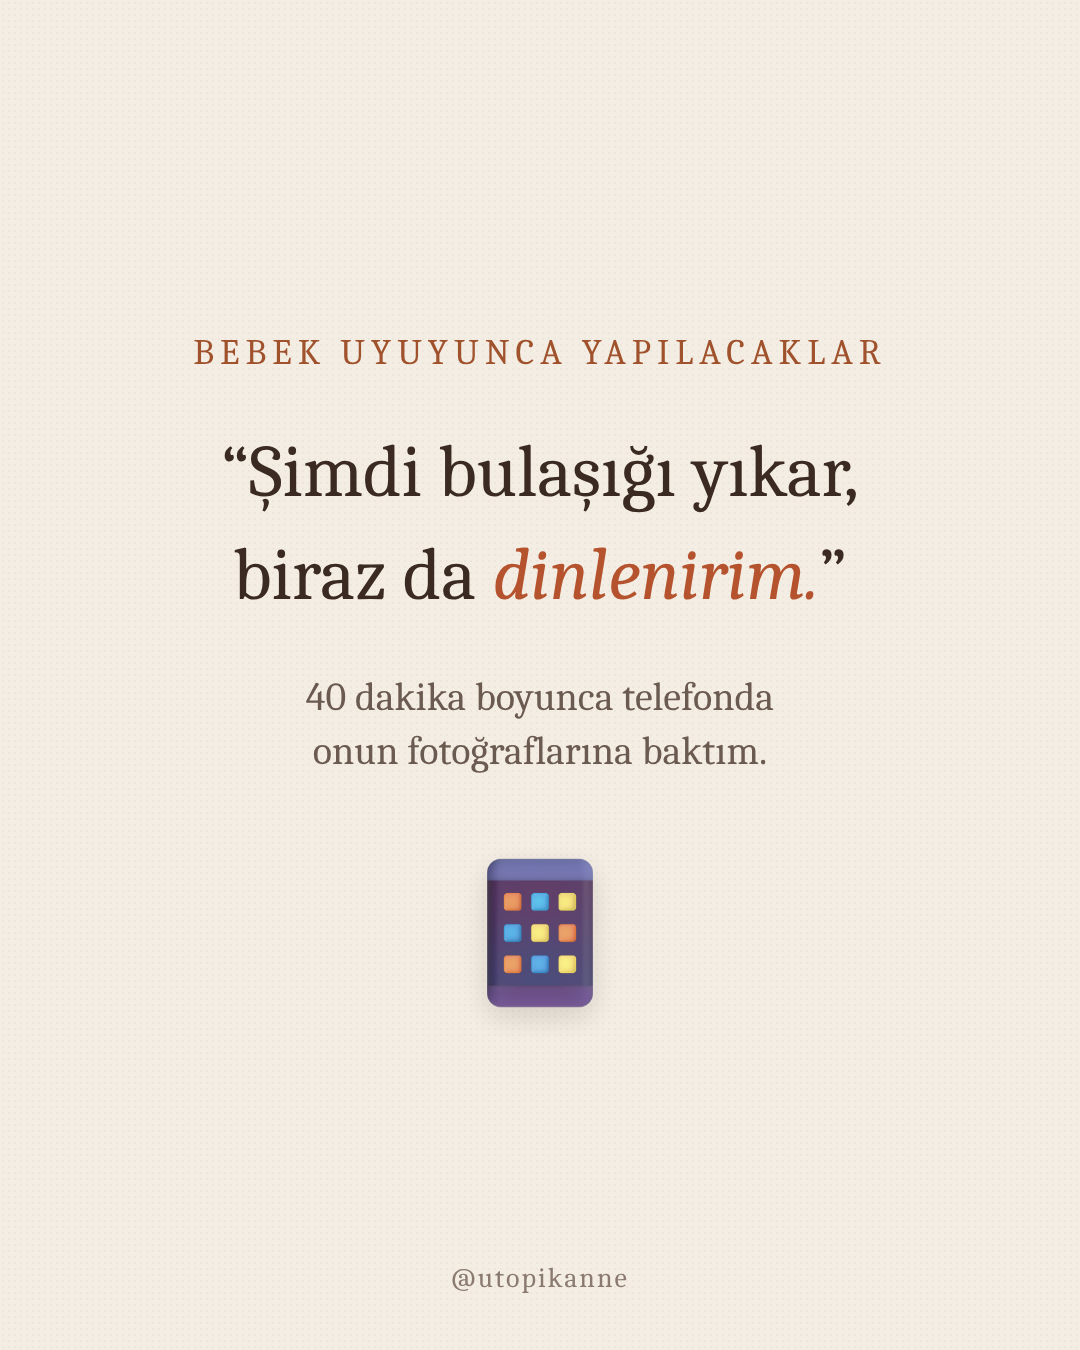 BEBEK UYUYUNCA YAPILACAKLAR
“Şimdi bulaşığı yıkar,
biraz da dinlenirim.”
40 dakika boyunca telefonda
onun fotoğraflarına baktım.
@utopikanne